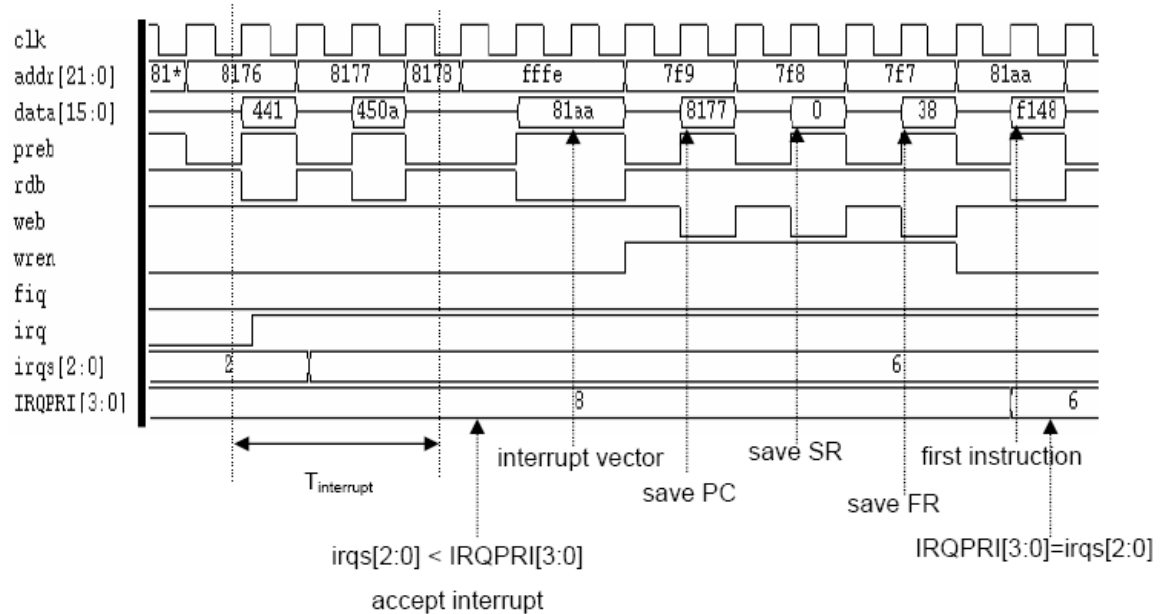 clk
addr[21:0] 81* 8176 8177 8178 fffe 7f9 7f8 7f7 81aa
data[15:0] 441 450a 81aa 8177 0 38 f148
preb
rdb
web
wren
fiq
irq
irqs[2:0] 2 6
IRQPRI[3:0] 8 6
interrupt vector save SR first instruction
Tinterrupt
save PC save FR
irqs[2:0] < IRQPRI[3:0] IRQPRI[3:0]=irqs[2:0]
accept interrupt